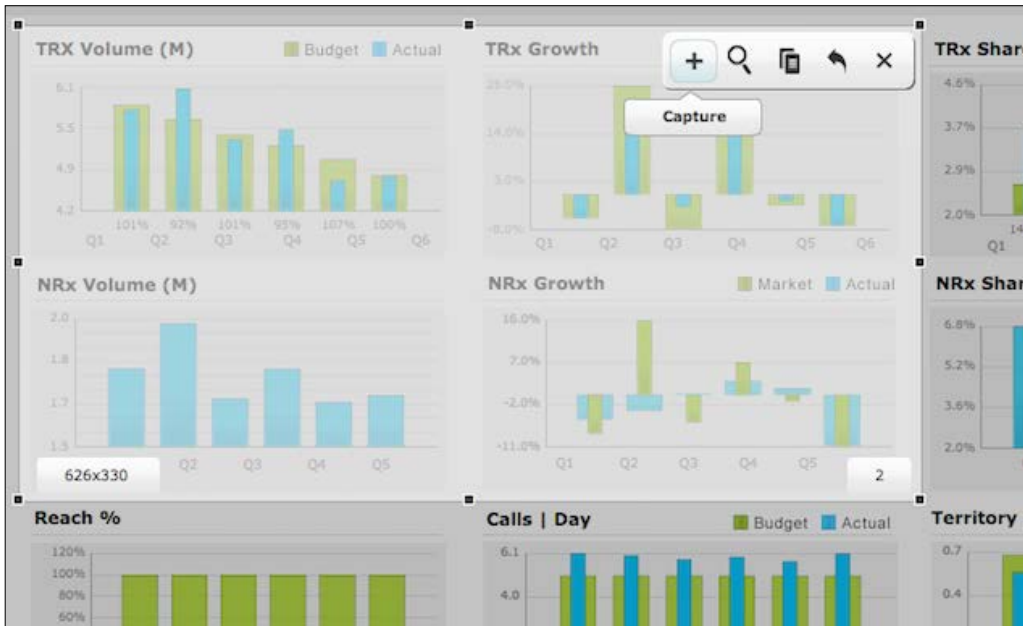 TRX Volume (M)
Budget Actual
6.1
5.5
4.9
4.2
101% 92% 101% 95% 107% 100%
Q1 Q2 Q3 Q4 Q5 Q6
TRx Growth
Capture
25.0%
14.0%
3.0%
-8.0%
Q1 Q2 Q3 Q4 Q5 Q6
TRx Shar
4.6%
3.7%
2.9%
2.0%
14
Q1
NRx Volume (M)
2.0
1.8
1.7
1.5
Q2 Q3 Q4 Q5
626x330
NRx Growth
Market Actual
16.0%
7.0%
-2.0%
-11.0%
Q1 Q2 Q3 Q4 Q5
2
NRx Shar
6.8%
5.2%
3.6%
2.0%
Reach %
120%
100%
80%
60%
Calls | Day
Budget Actual
6.1
4.0
Territory
0.7
0.4